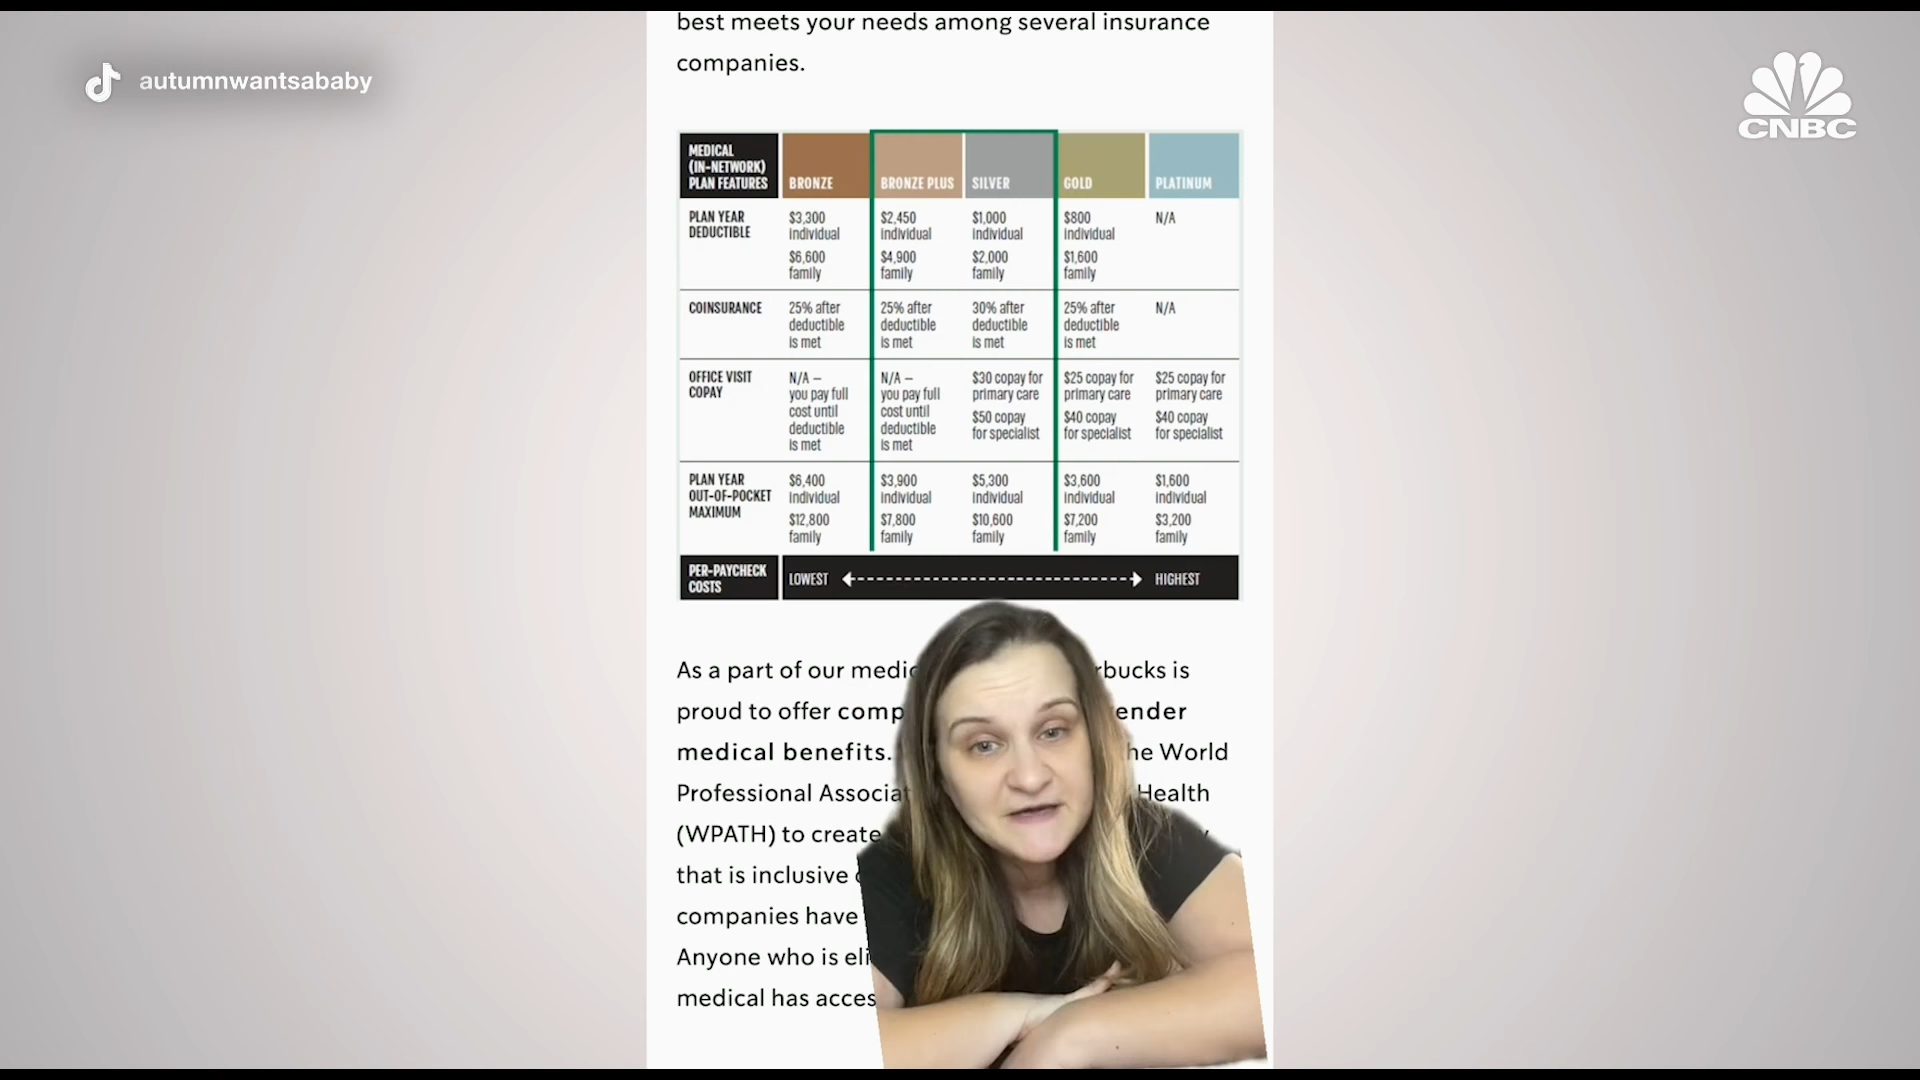 best meets your needs among several insurance
companies.
autumnwantsababy
CNBC
MEDICAL (IN-NETWORK) PLAN FEATURES BRONZE BRONZE PLUS SILVER GOLD PLATINUM
PLAN YEAR DEDUCTIBLE
$3,300 individual $6,600 family
$2,450 individual $4,900 family
$1,000 individual $2,000 family
$800 individual $1,600 family
N/A
COINSURANCE
25% after deductible is met
25% after deductible is met
30% after deductible is met
25% after deductible is met
N/A
OFFICE VISIT COPAY
N/A – you pay full cost until deductible is met
N/A – you pay full cost until deductible is met
$30 copay for primary care $50 copay for specialist
$25 copay for primary care $40 copay for specialist
$25 copay for primary care $40 copay for specialist
PLAN YEAR OUT-OF-POCKET MAXIMUM
$6,400 individual $12,800 family
$3,900 individual $7,800 family
$5,300 individual $10,600 family
$3,600 individual $7,200 family
$1,600 individual $3,200 family
PER-PAYCHECK COSTS LOWEST HIGHEST
As a part of our rbucks is
proud to offer ender
medical benefits. World
Professional Health
(WPATH) to create
that is inclusive
companies have
Anyone who is
medical has